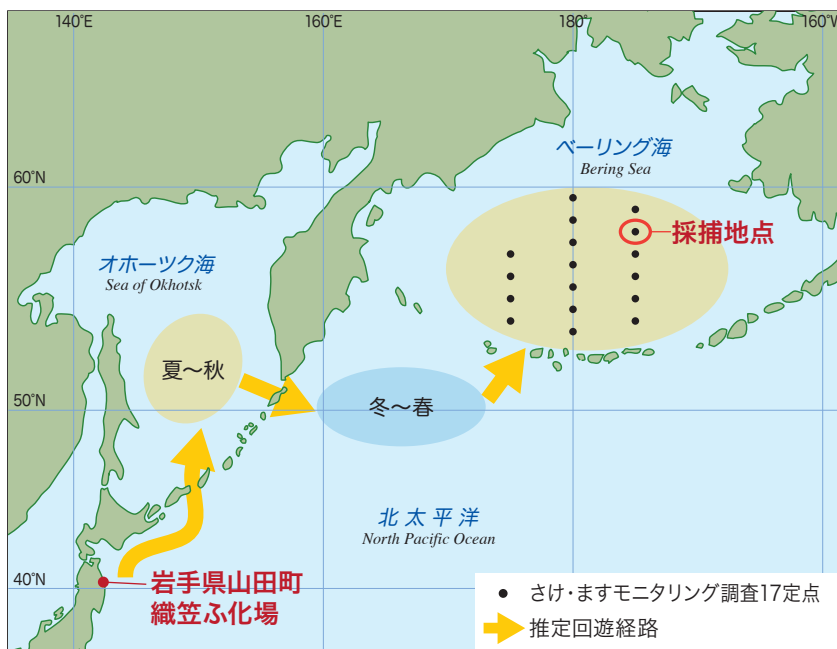 140°E
160°E
180°
160°W
ベーリング海
Bering Sea
60°N
採捕地点
オホーツク海
Sea of Okhotsk
夏～秋
冬～春
50°N
北太平洋
North Pacific Ocean
40°N
岩手県山田町
織笠ふ化場
さけ・ますモニタリング調査17定点
推定回遊経路